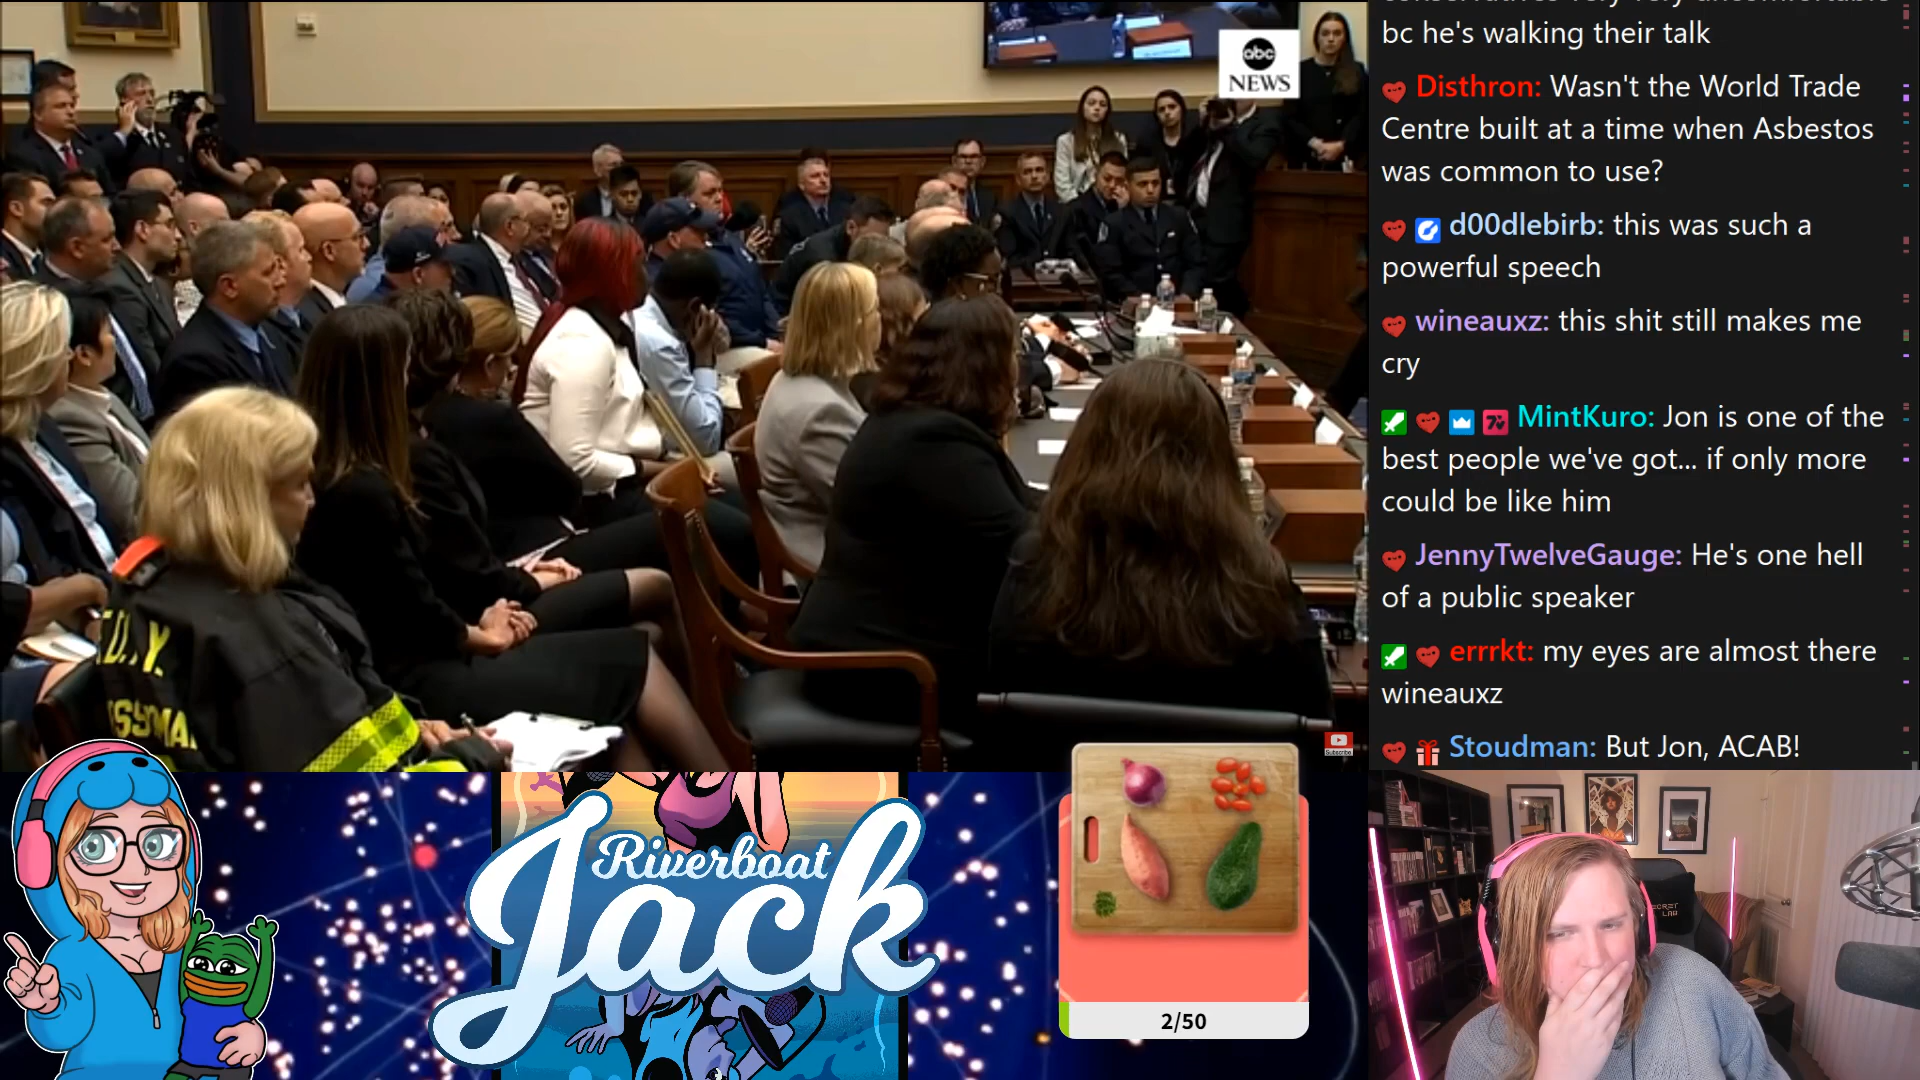 abc
NEWS
bc he's walking their talk
Disthron: Wasn't the World Trade
Centre built at a time when Asbestos
was common to use?
d00dlebirb: this was such a
powerful speech
wineauxz: this shit still makes me
cry
MintKuro: Jon is one of the
best people we've got... if only more
could be like him
JennyTwelveGauge: He's one hell
of a public speaker
errrkt: my eyes are almost there
wineauxz
Stoudman: But Jon, ACAB!
Subscribe
Riverboat
Jack
2/50